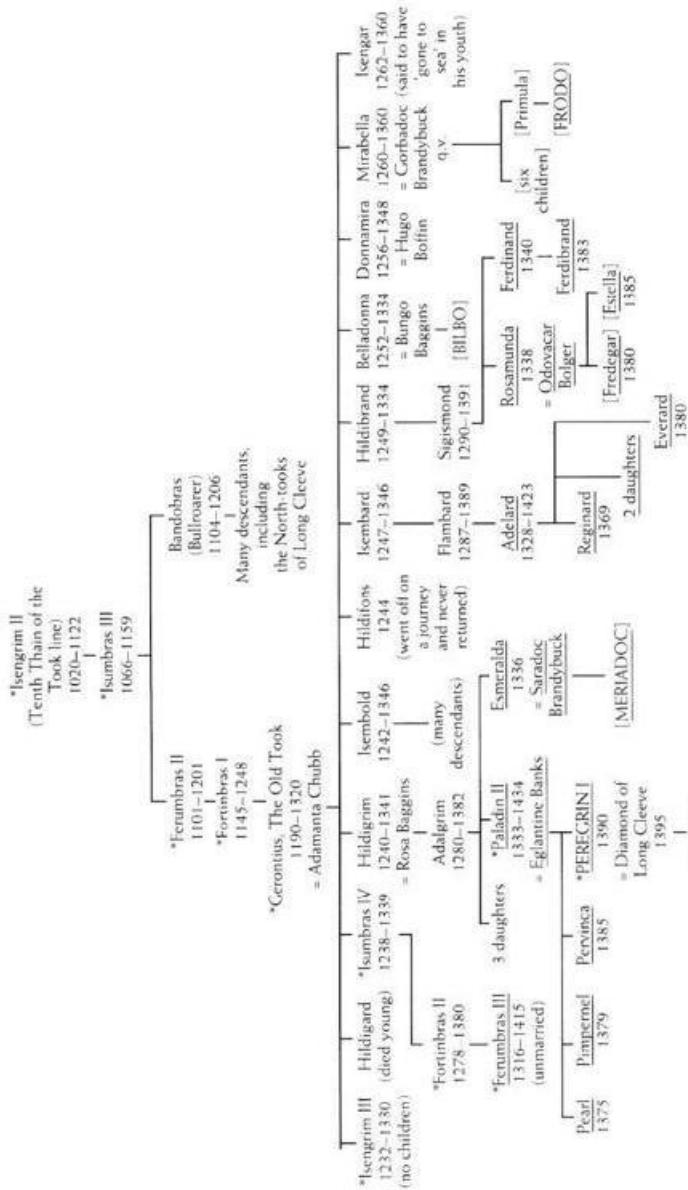 *Isengrim II
(Tenth Thain of the
Took line)
1020–1122
*Isumbras III
1066–1159
*Ferumbras II
1101–1201
*Fortinbras I
1145–1248
*Gerontius, The Old Took
1190–1320
= Adamanta Chubb
Bandobras
(Bullroarer)
1104–1206
Many descendants,
including
the North-tooks
of Long Cleeve
*Isengrim III
1232–1330
(no children)
Hildigard
(died young)
*Isumbras IV
1238–1339
Hildigrim
1240–1341
= Rosa Baggins
Isembold
1242–1346
(many
descendants)
Hildifons
1244
(went off on
a journey
and never
returned)
Isembard
1247–1346
Hildibrand
1249–1334
Belladonna
1252–1334
= Bungo
Baggins
[BILBO]
Donnamira
1256–1348
= Hugo
Boffin
Mirabella
1260–1360
= Gorbadoc
Brandybuck
q.v.
Isengar
1262–1360
(said to have
'gone to
sea' in
his youth)
*Fortinbras II
1278–1380
Adalgrim
1280–1382
Flambard
1287–1389
Sigismond
1290–1391
[six
children]
[Primula]
[FRODO]
*Ferumbras III
1316–1415
(unmarried)
3 daughters
*Paladin II
1333–1434
= Eglantine Banks
Esmeralda
1336
= Saradoc
Brandybuck
[MERIADOC]
Adelard
1328–1423
Rosamunda
1338
= Odovacar
Bolger
Ferdinand
1340
Ferdibrand
1383
[Fredegar]
1380
[Estella]
1385
Reginard
1369
2 daughters
Everard
1380
Pearl
1375
Pimpernel
1379
Pervinca
1385
*PEREGRIN I
1390
= Diamond of
Long Cleeve
1395